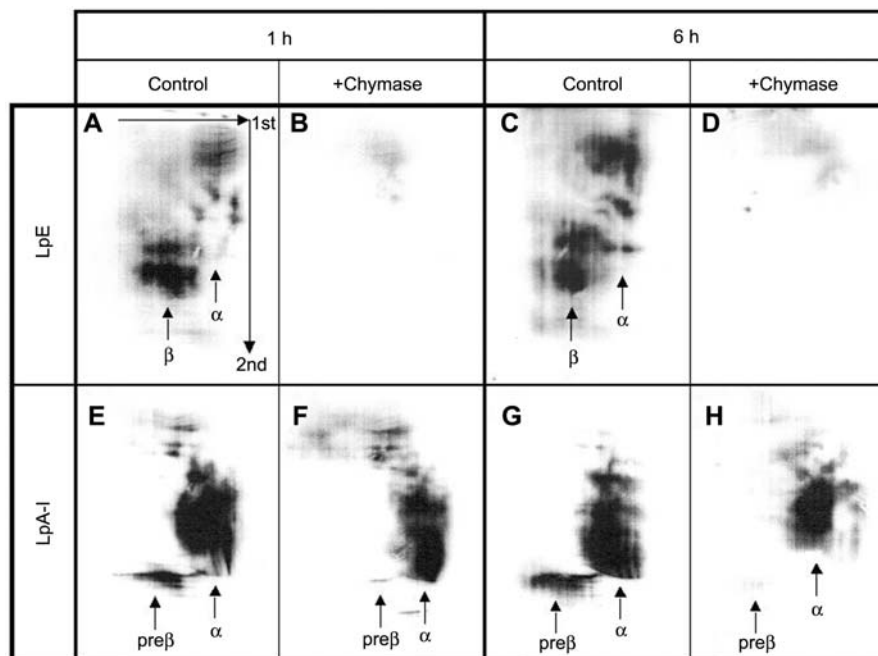 1 h 6 h
Control +Chymase Control +Chymase
A 1st B C D
LpE
α α
β β
2nd
LpA-I
E F G H
preβ α preβ α preβ α preβ α